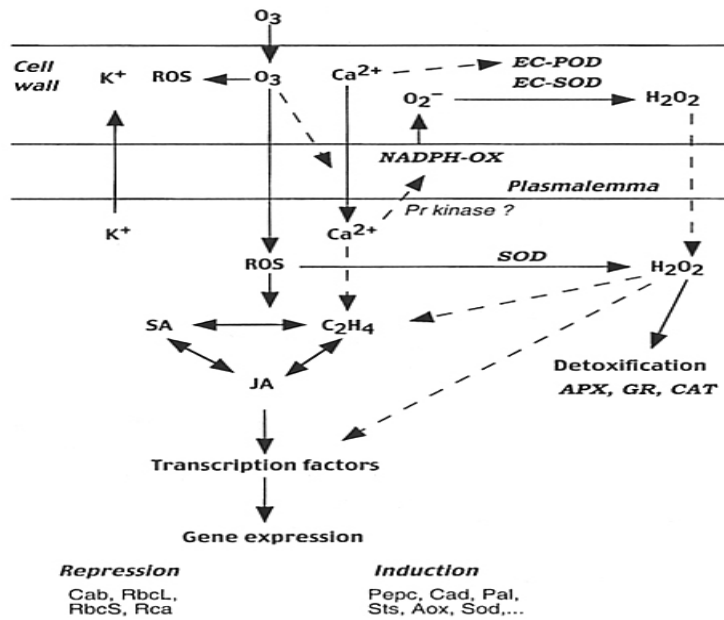 O3
Cell
wall
K+ ROS O3 Ca2+ EC-POD
EC-SOD
O2− H2O2
NADPH-OX
Plasmalemma
Pr kinase ?
K+ Ca2+
ROS SOD H2O2
SA C2H4
JA
Detoxification
APX, GR, CAT
Transcription factors
Gene expression
Repression
Cab, RbcL,
RbcS, Rca
Induction
Pepc, Cad, Pal,
Sts, Aox, Sod,...